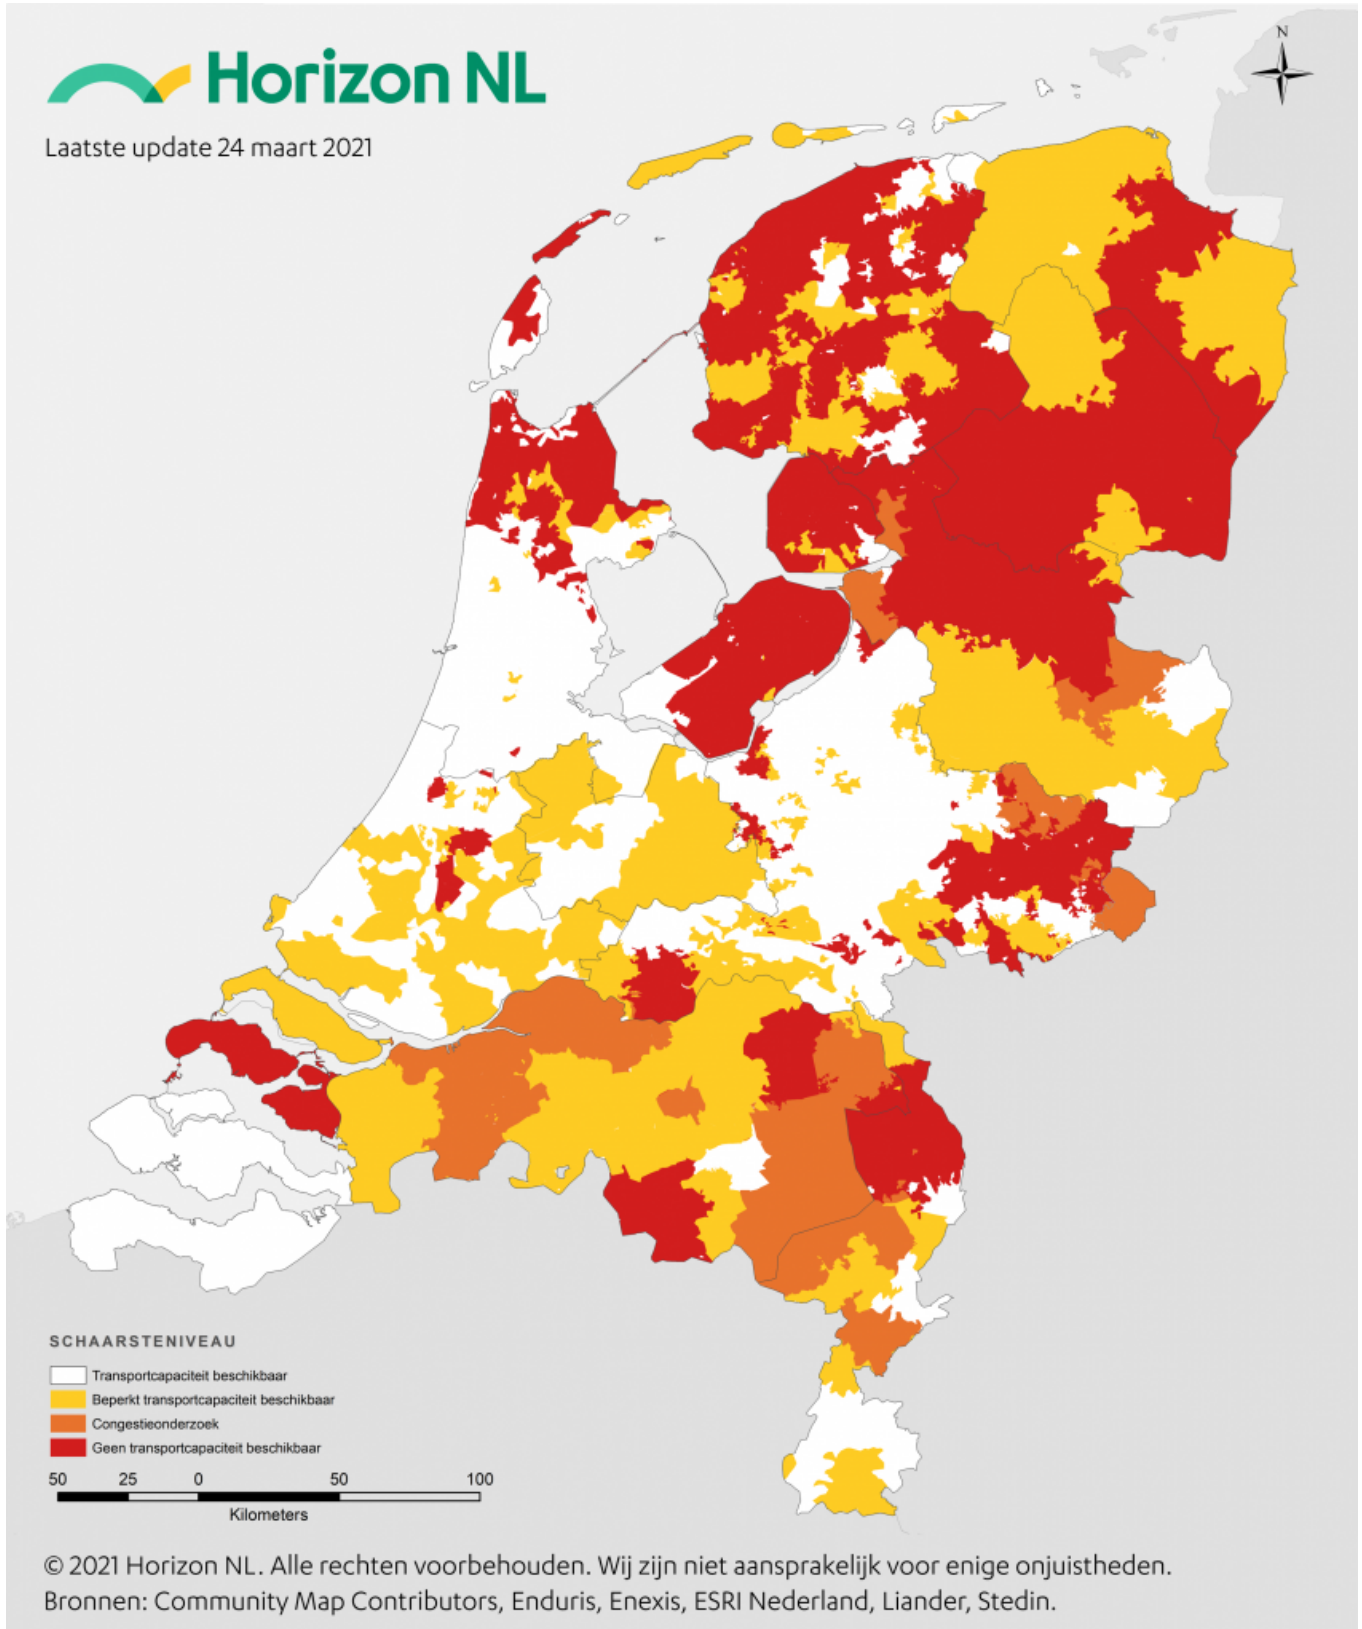 N
Horizon NL
Laatste update 24 maart 2021
SCHAARSTENIVEAU
Transportcapaciteit beschikbaar
Beperkt transportcapaciteit beschikbaar
Congestieonderzoek
Geen transportcapaciteit beschikbaar
50 25 0 50 100
Kilometers
© 2021 Horizon NL. Alle rechten voorbehouden. Wij zijn niet aansprakelijk voor enige onjuistheden.
Bronnen: Community Map Contributors, Enduris, Enexis, ESRI Nederland, Liander, Stedin.